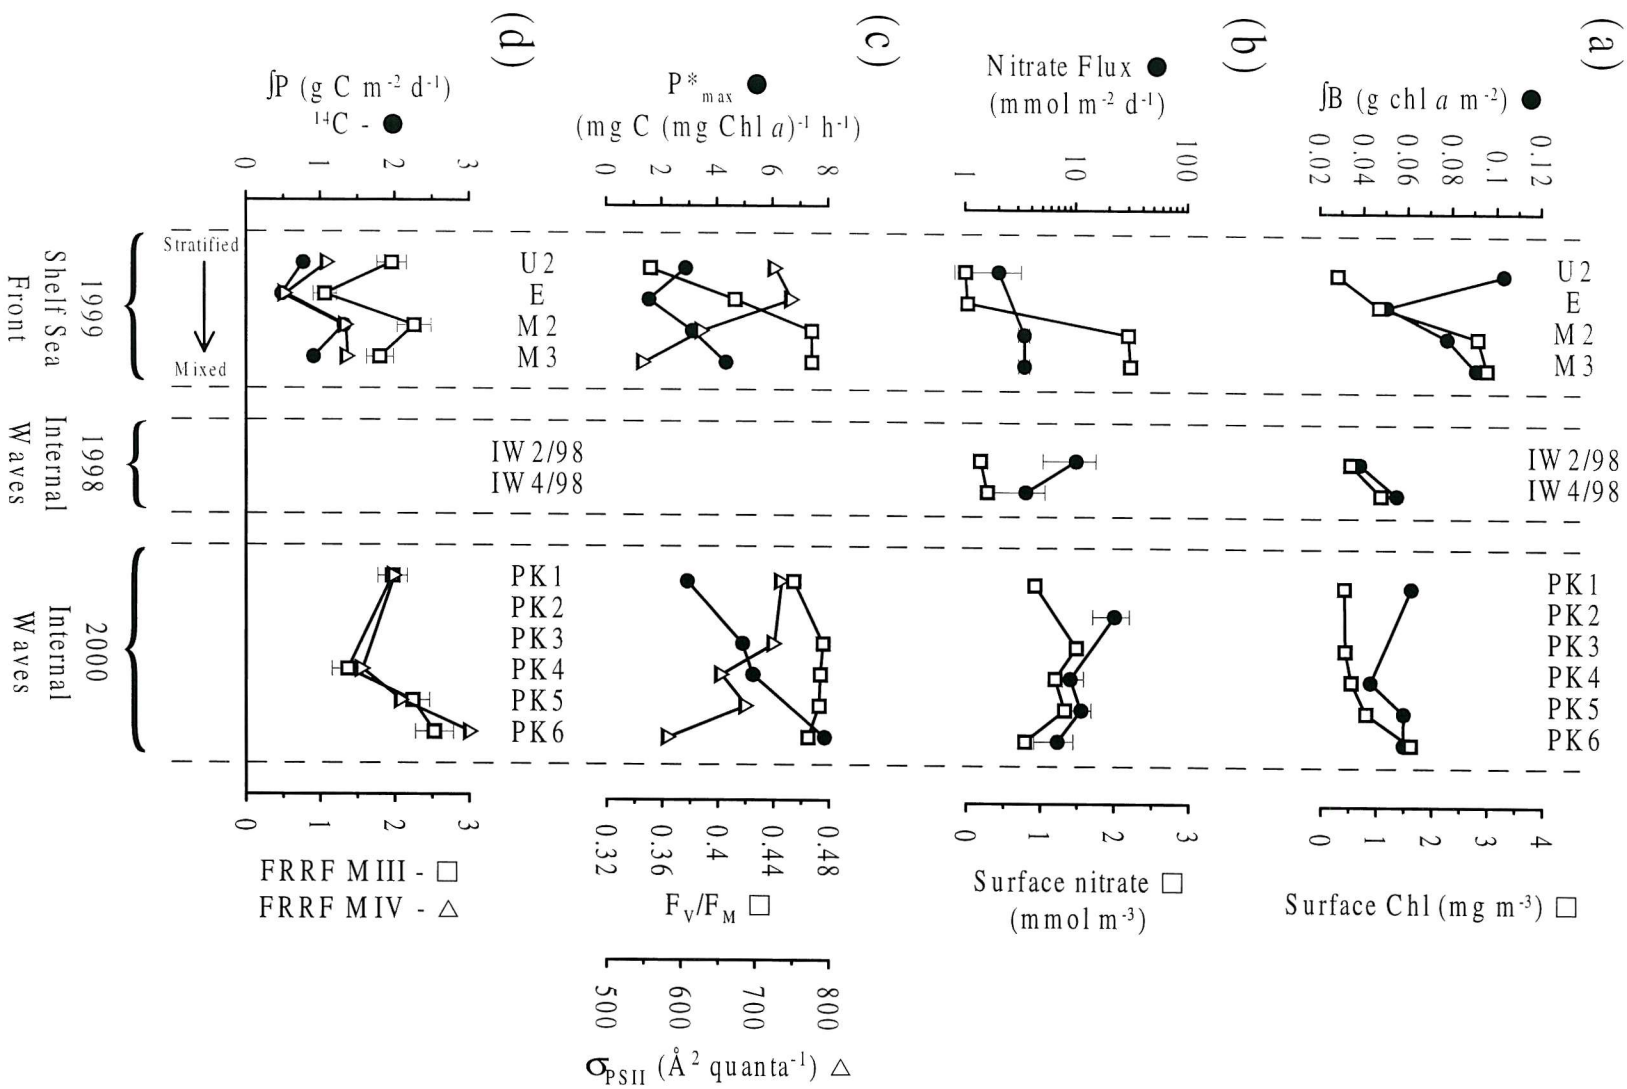 (a)
∫B (g chl a m⁻²) ●
0.02 0.04 0.06 0.08 0.1 0.12
U2
E
M2
M3
IW2/98
IW4/98
PK1
PK2
PK3
PK4
PK5
PK6
0 1 2 3 4
Surface Chl (mg m⁻³) □
(b)
Nitrate Flux ●
(mmol m⁻² d⁻¹)
1 10 100
0 1 2 3
Surface nitrate □
(mmol m⁻³)
(c)
P*max ●
(mg C (mg Chl a)⁻¹ h⁻¹)
0 2 4 6 8
0.32 0.36 0.4 0.44 0.48
Fᵥ/F_M □
500 600 700 800
σPSII (Å² quanta⁻¹) △
(d)
∫P (g C m⁻² d⁻¹)
¹⁴C - ●
0 1 2 3
U2
E
M2
M3
IW2/98
IW4/98
PK1
PK2
PK3
PK4
PK5
PK6
0 1 2 3
FRRF MIII - □
FRRF MIV - △
Stratified
Mixed
1999
Shelf Sea
Front
1998
Internal
Waves
2000
Internal
Waves